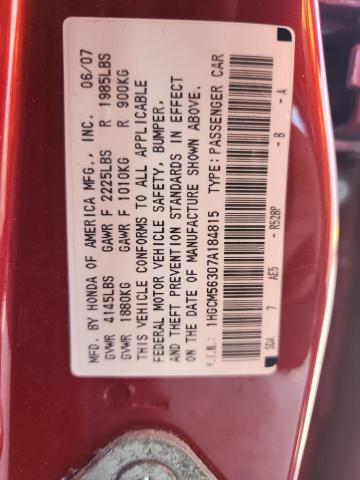 MFD. BY HONDA OF AMERICA MFG., INC. 06/07
GVWR 4145LBS GAWR F 2225LBS R 1985LBS
GVWR 1880KG GAWR F 1010KG R 900KG
THIS VEHICLE CONFORMS TO ALL APPLICABLE
FEDERAL MOTOR VEHICLE SAFETY, BUMPER,
AND THEFT PREVENTION STANDARDS IN EFFECT
ON THE DATE OF MANUFACTURE SHOWN ABOVE.
V.I.N.: 1HGCM56307A184815 TYPE: PASSENGER CAR
SDA 7 AE5 - R528P - B - A